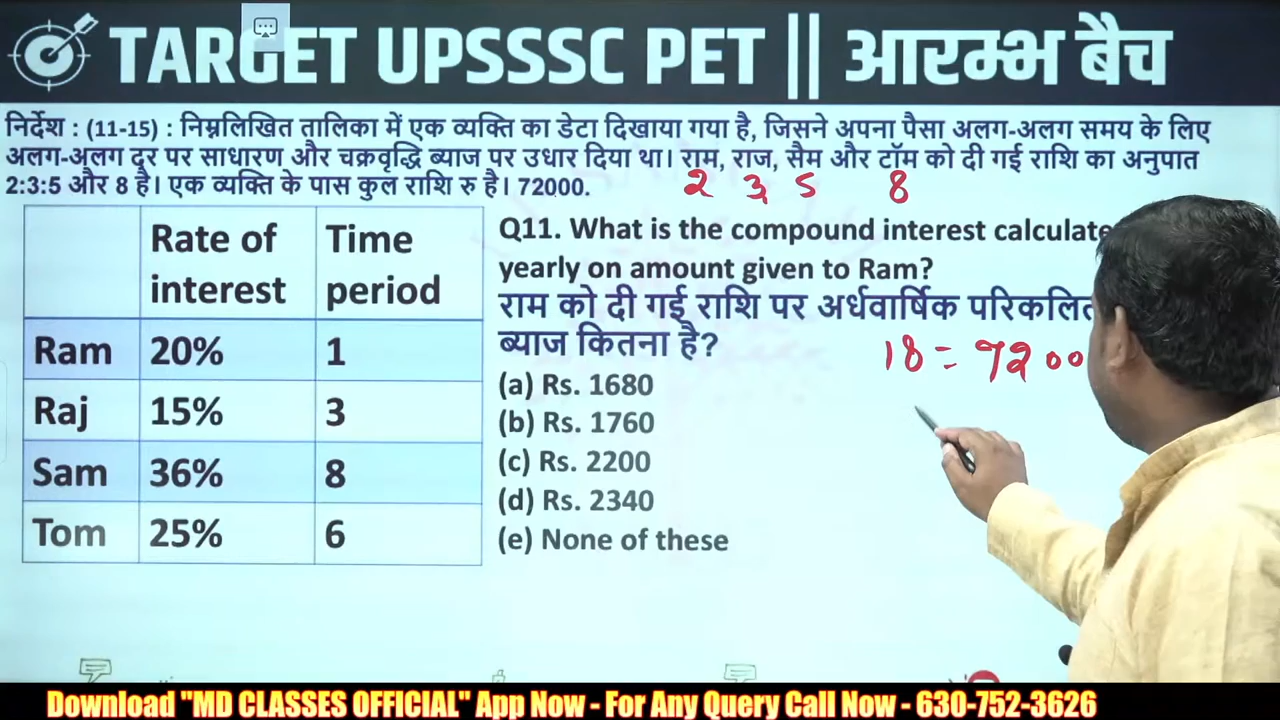 TARGET UPSSSC PET || आरम्भ बैच
निर्देश : (11-15) : निम्नलिखित तालिका में एक व्यक्ति का डेटा दिखाया गया है, जिसने अपना पैसा अलग-अलग समय के लिए
अलग-अलग दर पर साधारण और चक्रवृद्धि ब्याज पर उधार दिया था। राम, राज, सैम और टॉम को दी गई राशि का अनुपात
2:3:5 और 8 है। एक व्यक्ति के पास कुल राशि रु है। 72000.
2 3 5 8
Rate of interest Time period
Ram 20% 1
Raj 15% 3
Sam 36% 8
Tom 25% 6
Q11. What is the compound interest calculate
yearly on amount given to Ram?
राम को दी गई राशि पर अर्धवार्षिक परिकलित
ब्याज कितना है?
18 = 7200
(a) Rs. 1680
(b) Rs. 1760
(c) Rs. 2200
(d) Rs. 2340
(e) None of these
Download "MD CLASSES OFFICIAL" App Now - For Any Query Call Now - 630-752-3626